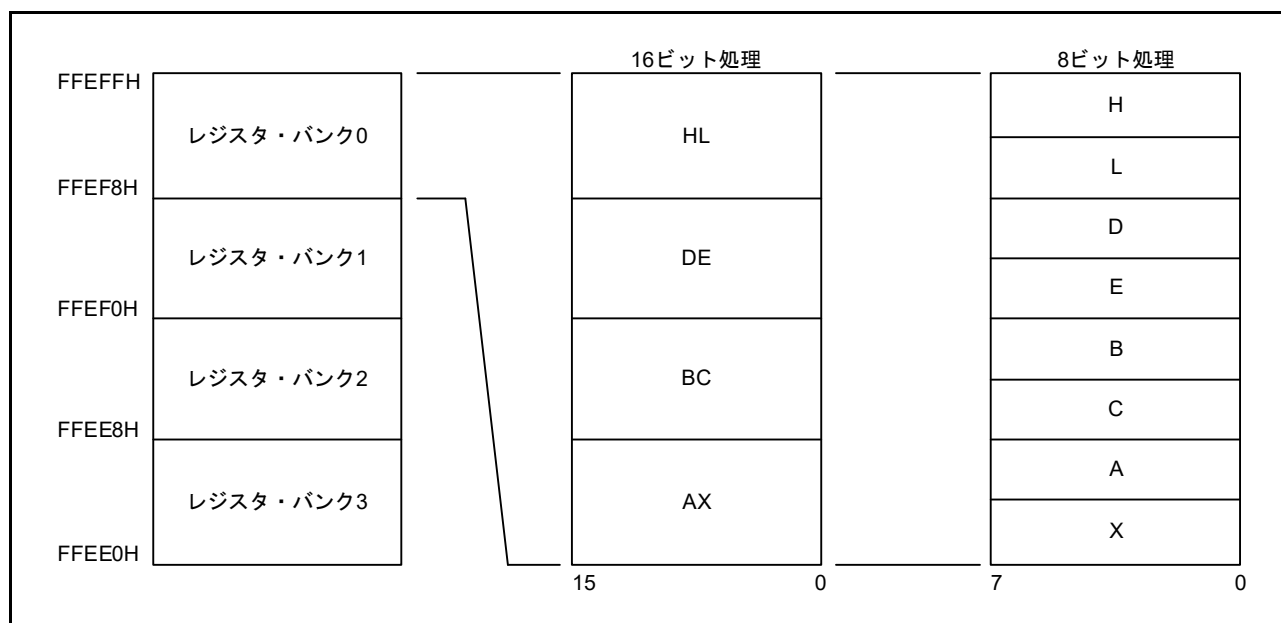 16ビット処理
8ビット処理
FFEFFH
レジスタ・バンク0
HL
H
L
FFEF8H
レジスタ・バンク1
DE
D
E
FFEF0H
レジスタ・バンク2
BC
B
C
FFEE8H
レジスタ・バンク3
AX
A
X
FFEE0H
15
0
7
0